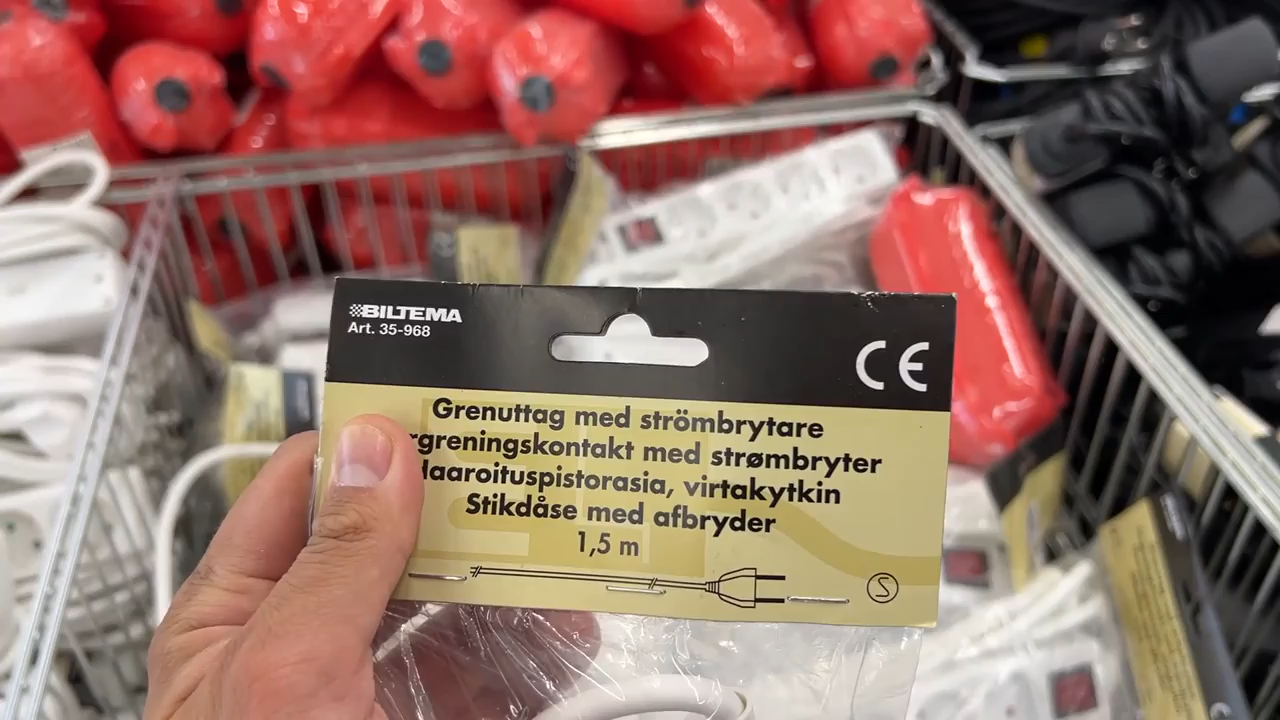 BILTEMA
Art. 35-968
CE
Grenuttag med strömbrytare
rgreningskontakt med strømbryter
aaroituspistorasia, virtakytkin
Stikdåse med afbryder
1,5 m
S